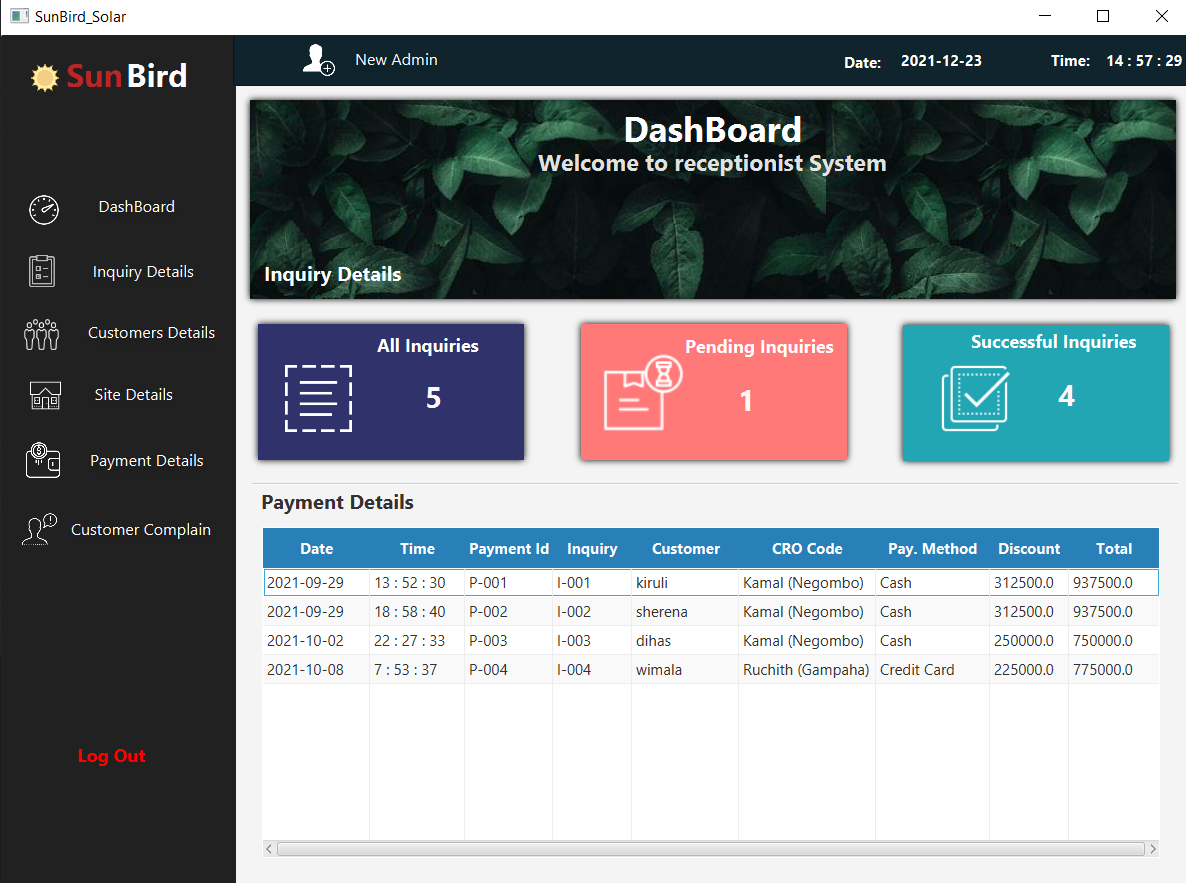 SunBird_Solar
Sun Bird
New Admin
Date: 2021-12-23 Time: 14 : 57 : 29
DashBoard
Welcome to receptionist System
Inquiry Details
DashBoard
Inquiry Details
Customers Details
Site Details
Payment Details
Customer Complain
Log Out
All Inquiries
5
Pending Inquiries
1
Successful Inquiries
4
Payment Details
Date Time Payment Id Inquiry Customer CRO Code Pay. Method Discount Total
2021-09-29 13 : 52 : 30 P-001 I-001 kiruli Kamal (Negombo) Cash 312500.0 937500.0
2021-09-29 18 : 58 : 40 P-002 I-002 sherena Kamal (Negombo) Cash 312500.0 937500.0
2021-10-02 22 : 27 : 33 P-003 I-003 dihas Kamal (Negombo) Cash 250000.0 750000.0
2021-10-08 7 : 53 : 37 P-004 I-004 wimala Ruchith (Gampaha) Credit Card 225000.0 775000.0